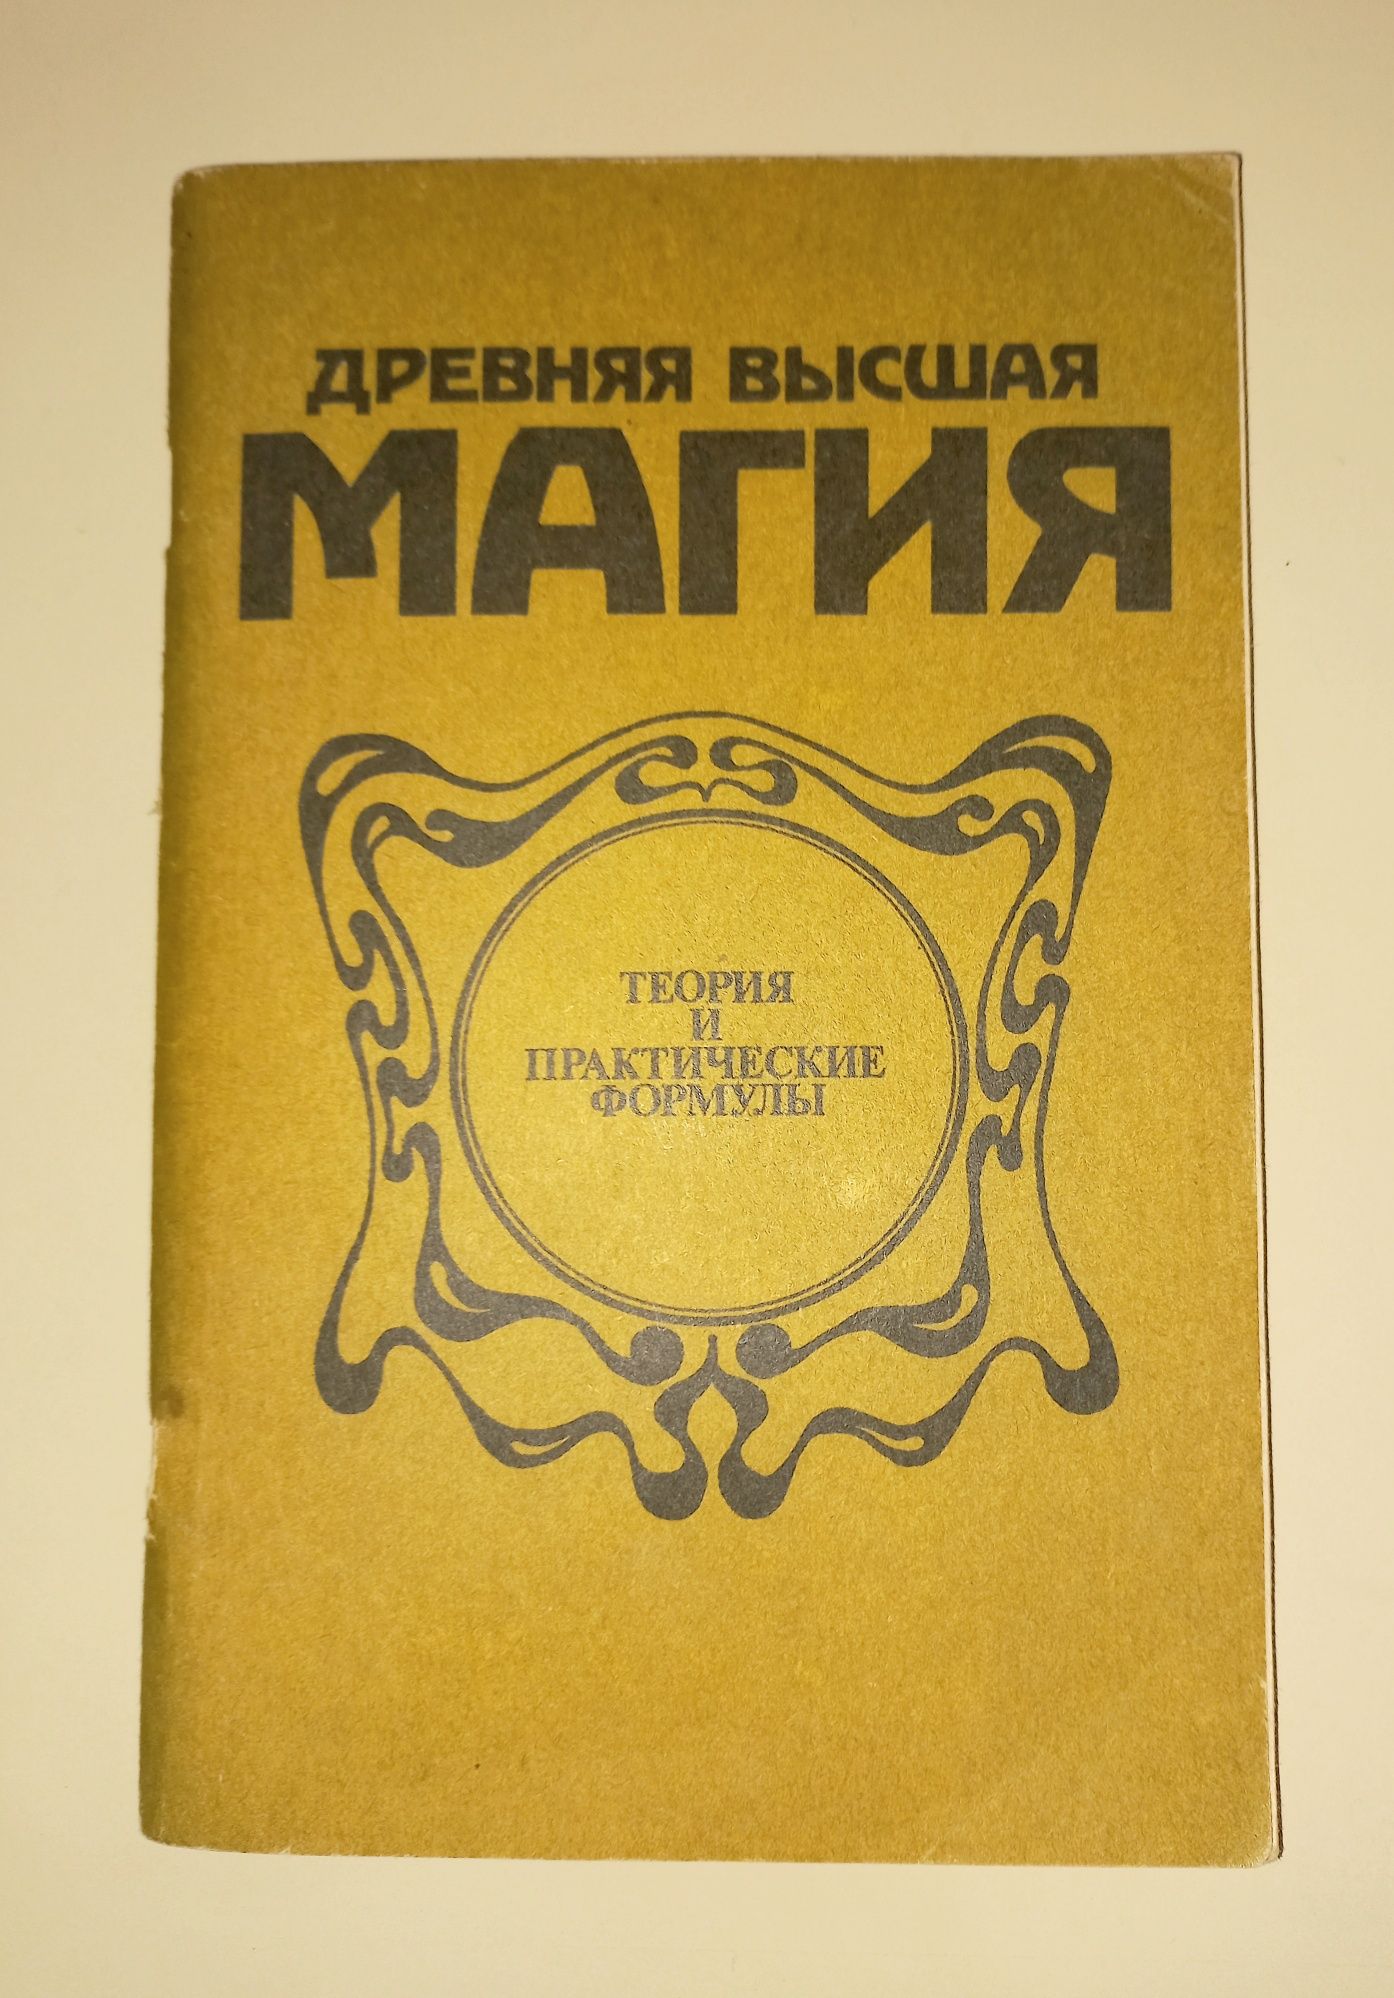 ДРЕВНЯЯ ВЫСШАЯ
МАГИЯ
ТЕОРИЯ
И
ПРАКТИЧЕСКИЕ
ФОРМУЛЫ